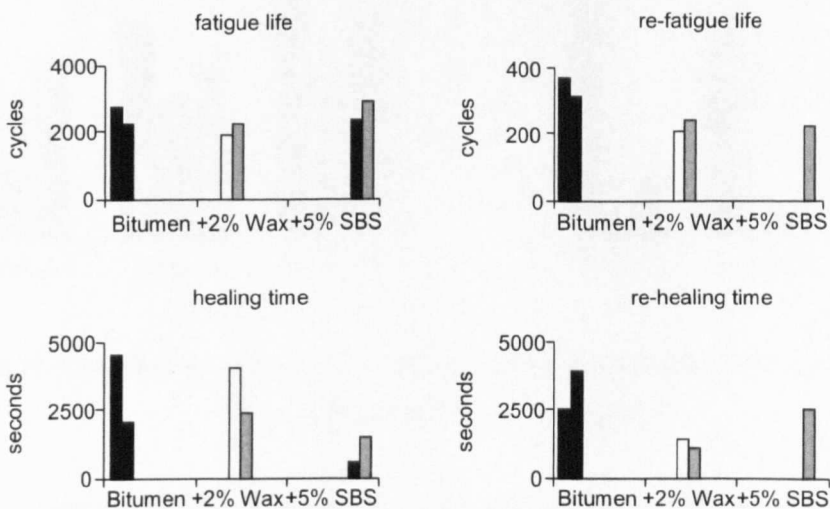 fatigue life
4000
2000
0
cycles
Bitumen +2% Wax+5% SBS
re-fatigue life
400
200
0
cycles
Bitumen +2% Wax+5% SBS
healing time
5000
2500
0
seconds
Bitumen +2% Wax+5% SBS
re-healing time
5000
2500
0
seconds
Bitumen +2% Wax+5% SBS